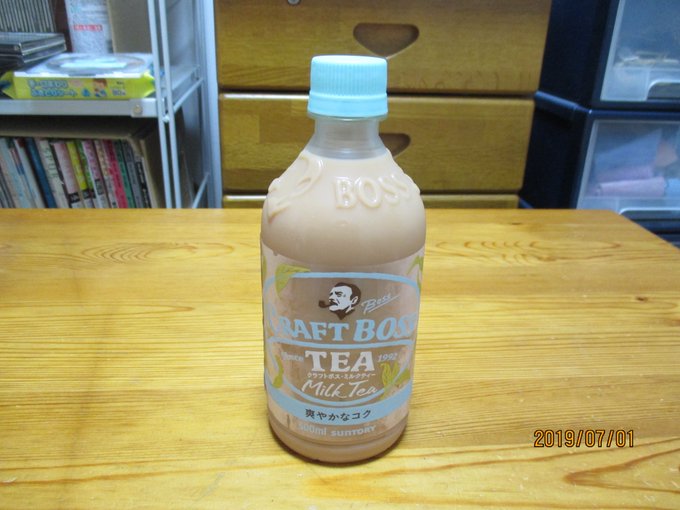 BOSS
Boss
CRAFT BOSS
since TEA 1992
クラフトボス・ミルクティー
Milk Tea
爽やかなコク
500ml SUNTORY
2019/07/01